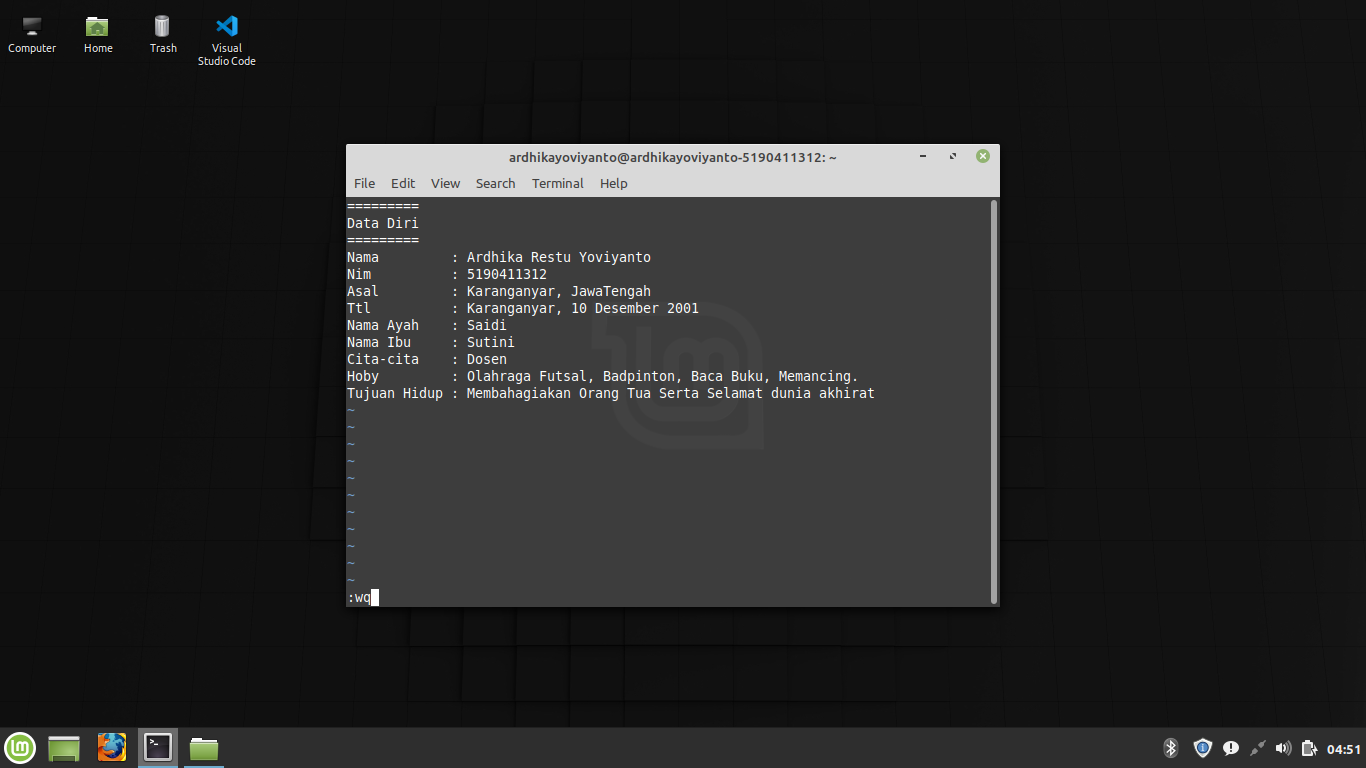 Computer
Home
Trash
Visual
Studio Code
ardhikayoviyanto@ardhikayoviyanto-5190411312: ~
File Edit View Search Terminal Help
=========
Data Diri
=========
Nama         : Ardhika Restu Yoviyanto
Nim          : 5190411312
Asal         : Karanganyar, JawaTengah
Ttl          : Karanganyar, 10 Desember 2001
Nama Ayah    : Saidi
Nama Ibu     : Sutini
Cita-cita    : Dosen
Hoby         : Olahraga Futsal, Badpinton, Baca Buku, Memancing.
Tujuan Hidup : Membahagiakan Orang Tua Serta Selamat dunia akhirat
~
~
~
~
~
~
~
~
~
~
~
:wq
04:51